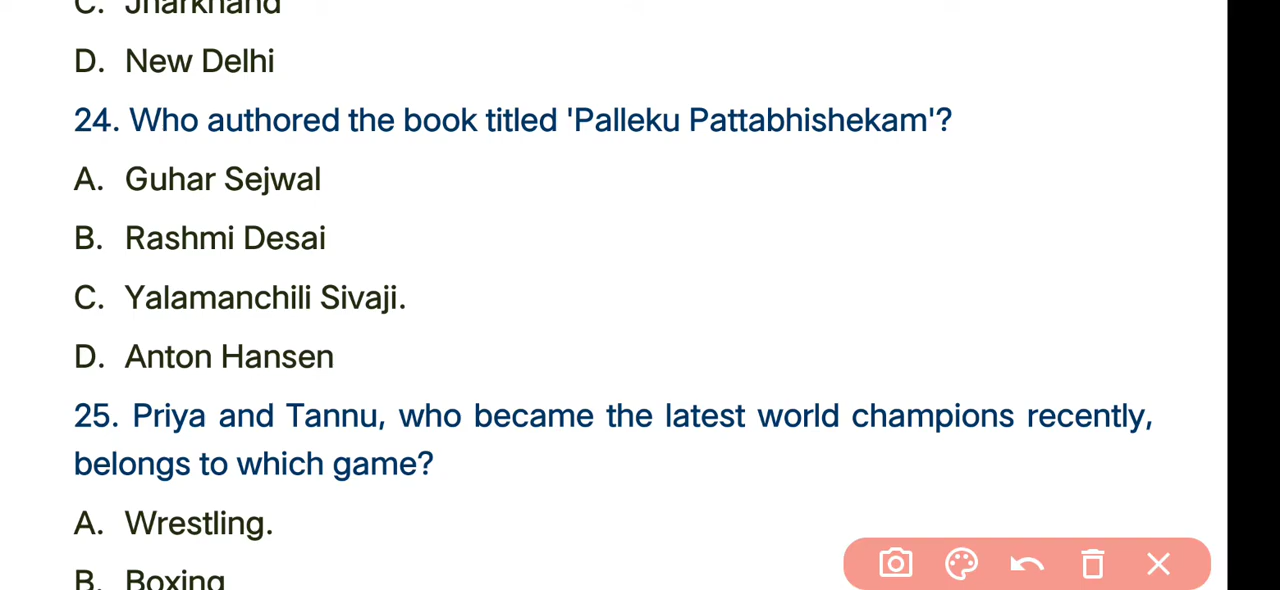 C. Jharkhand
D. New Delhi
24. Who authored the book titled 'Palleku Pattabhishekam'?
A. Guhar Sejwal
B. Rashmi Desai
C. Yalamanchili Sivaji.
D. Anton Hansen
25. Priya and Tannu, who became the latest world champions recently,
belongs to which game?
A. Wrestling.
B. Boxing